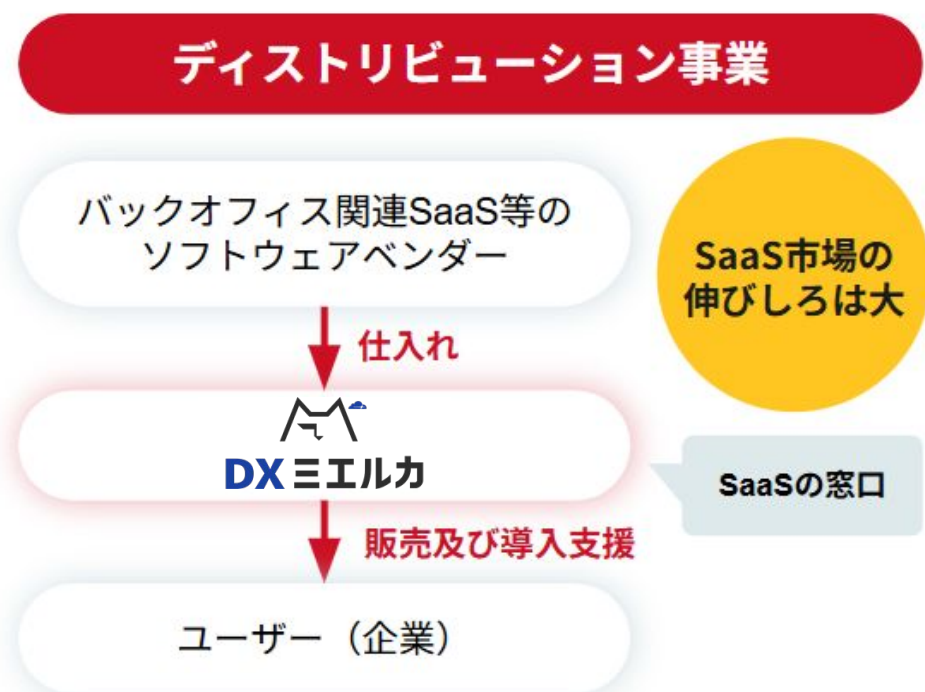 ディストリビューション事業
バックオフィス関連SaaS等の
ソフトウェアベンダー
SaaS市場の
伸びしろは大
仕入れ
DXミエルカ
SaaSの窓口
販売及び導入支援
ユーザー（企業）